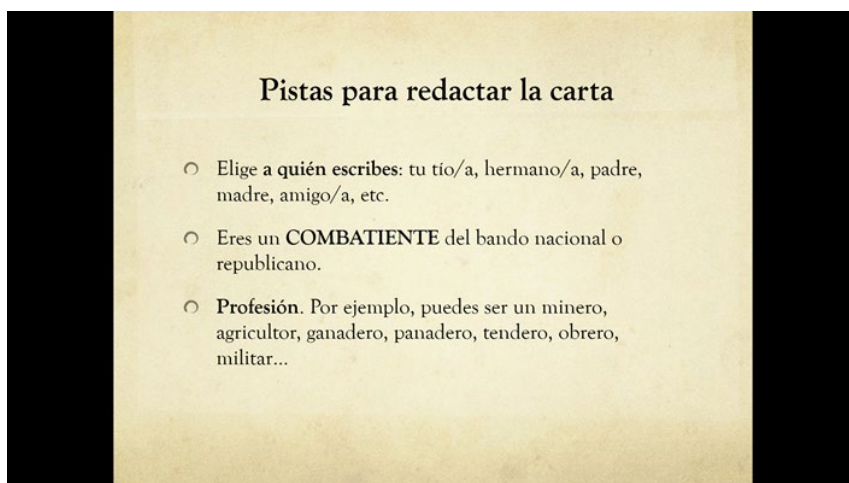 Pistas para redactar la carta
Elige a quién escribes: tu tío/a, hermano/a, padre,
madre, amigo/a, etc.
Eres un COMBATIENTE del bando nacional o
republicano.
Profesión. Por ejemplo, puedes ser un minero,
agricultor, ganadero, panadero, tendero, obrero,
militar...